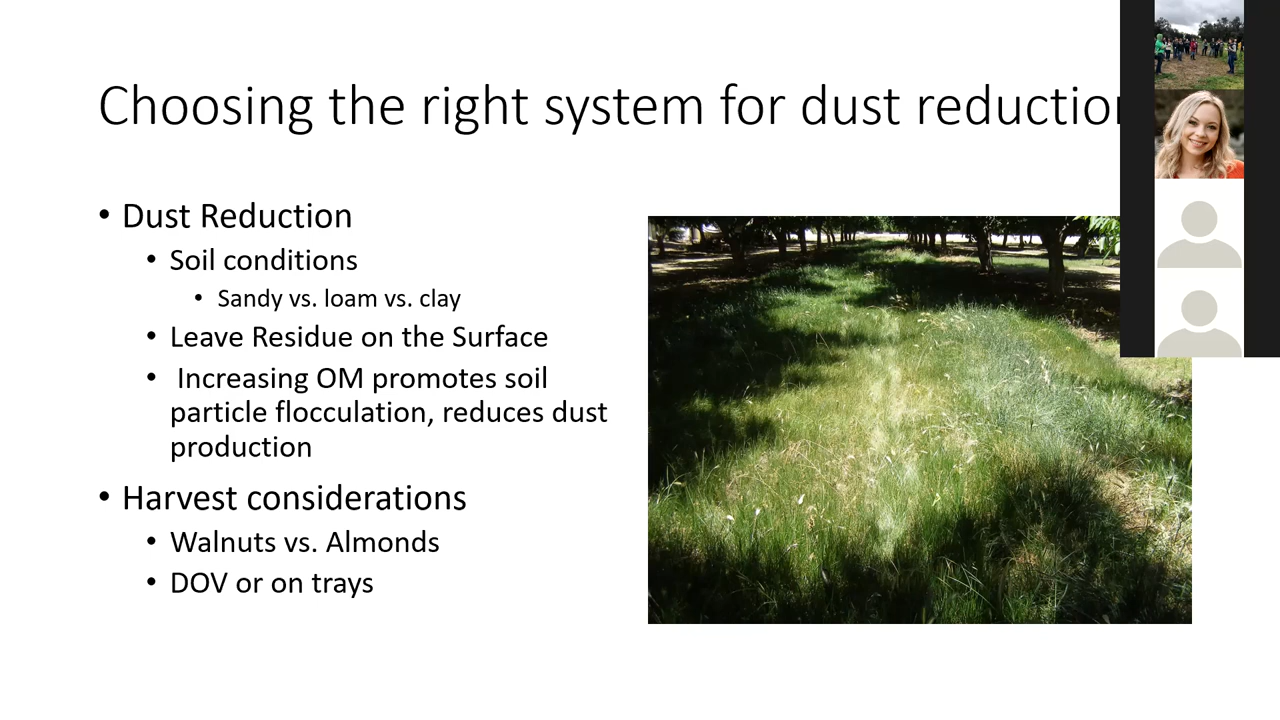 Choosing the right system for dust reduction
• Dust Reduction
• Soil conditions
• Sandy vs. loam vs. clay
• Leave Residue on the Surface
• Increasing OM promotes soil
particle flocculation, reduces dust
production
• Harvest considerations
• Walnuts vs. Almonds
• DOV or on trays